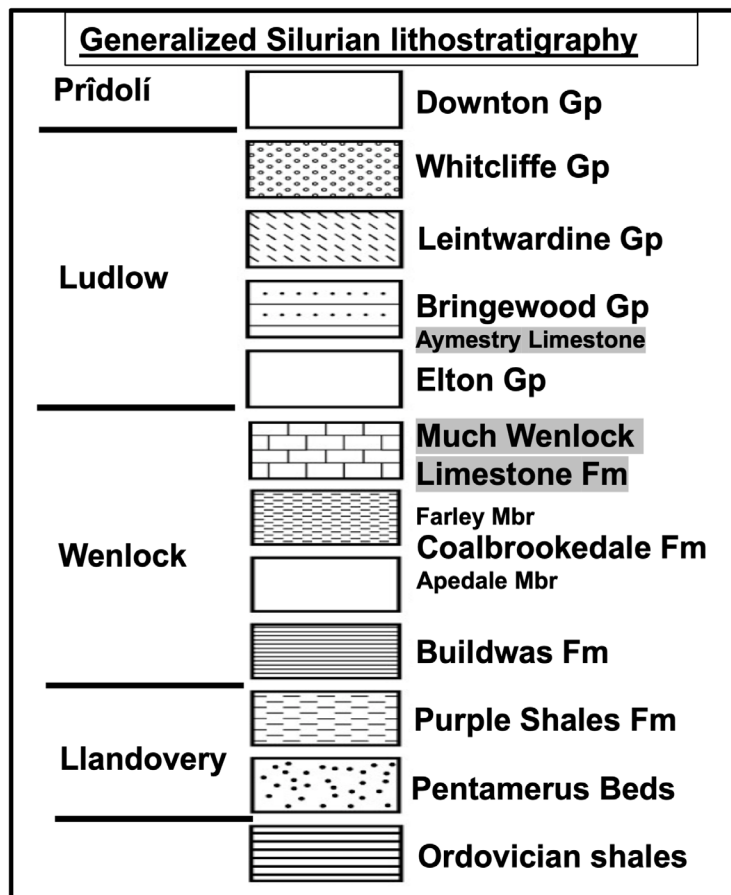 Generalized Silurian lithostratigraphy
Prîdolí
Downton Gp
Whitcliffe Gp
Leintwardine Gp
Ludlow
Bringewood Gp
Aymestry Limestone
Elton Gp
Much Wenlock
Limestone Fm
Farley Mbr
Coalbrookedale Fm
Wenlock
Apedale Mbr
Buildwas Fm
Purple Shales Fm
Llandovery
Pentamerus Beds
Ordovician shales